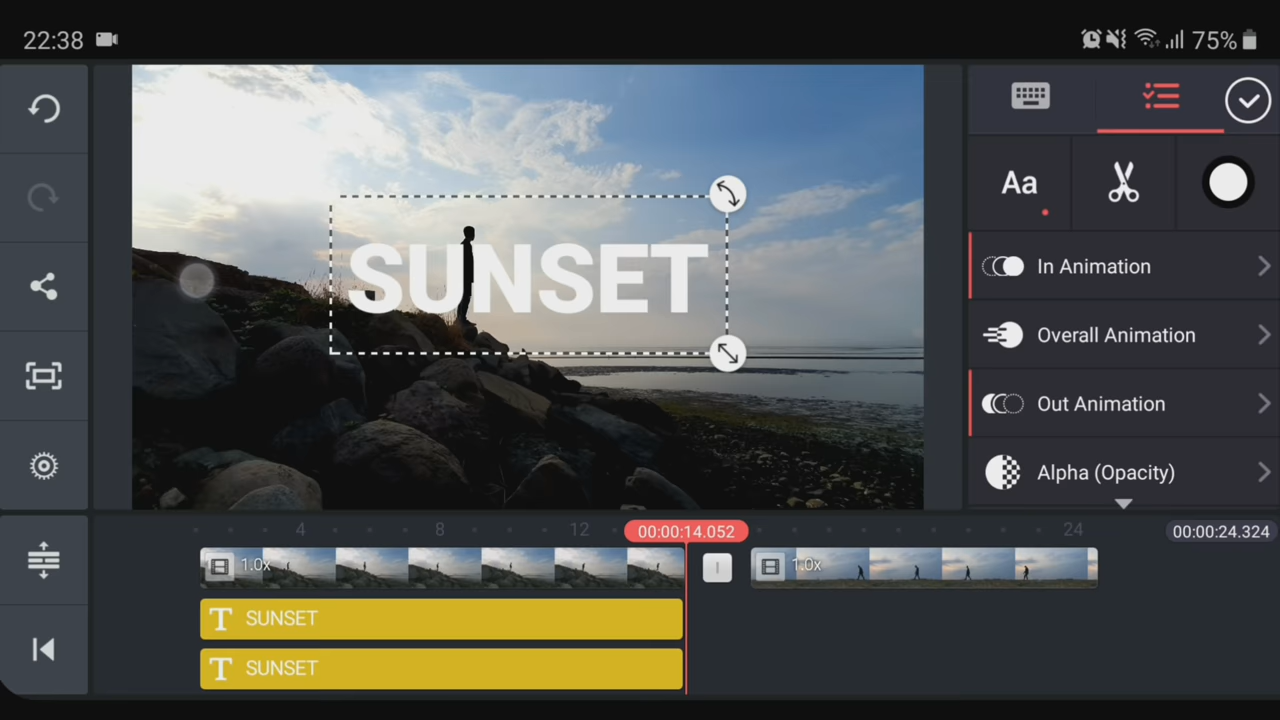 22:38
75%
SUNSET
Aa
In Animation
Overall Animation
Out Animation
Alpha (Opacity)
4
8
12
00:00:14.052
24
00:00:24.324
1.0x
1.0x
SUNSET
SUNSET